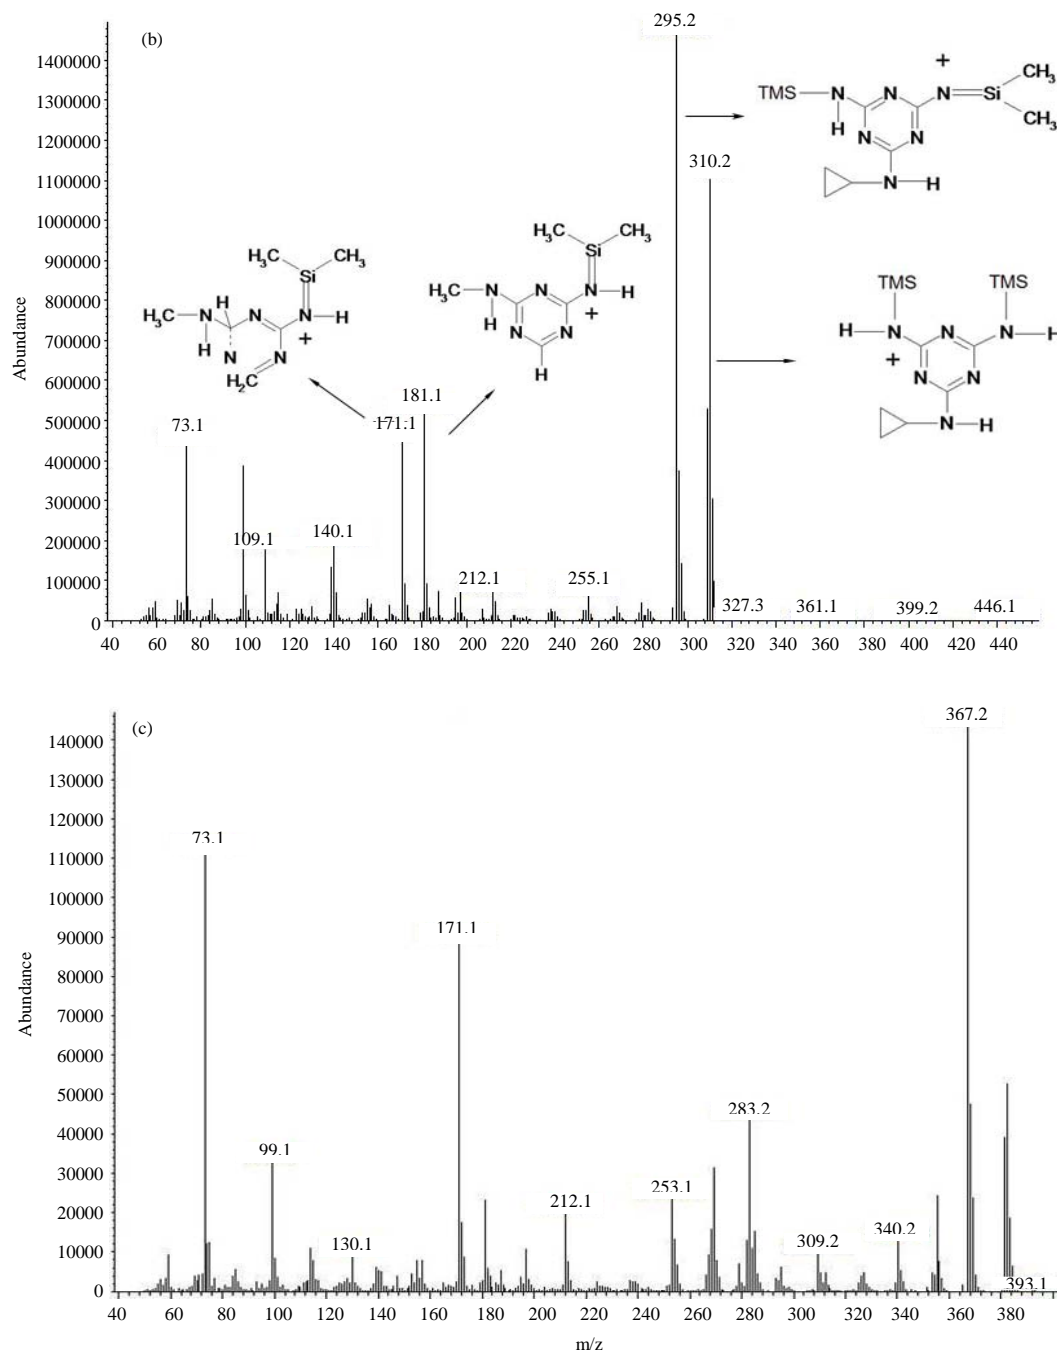 (b)
295.2
310.2
Abundance
1400000
1300000
1200000
1100000
1000000
900000
800000
700000
600000
500000
400000
300000
200000
100000
0
+
TMS N N N Si CH₃
CH₃
H N N
N H
TMS TMS
H N N N H
+
N N
N H
H₃C CH₃
Si
H₃C N H N N H
+
H N N
H₂C
H₃C CH₃
Si
H₃C N N N H
+
H N N
H
73.1
109.1
140.1
171.1
181.1
212.1
255.1
327.3
361.1
399.2
446.1
40 60 80 100 120 140 160 180 200 220 240 260 280 300 320 340 360 380 400 420 440
(c)
367.2
Abundance
140000
130000
120000
110000
100000
90000
80000
70000
60000
50000
40000
30000
20000
10000
0
73.1
99.1
130.1
171.1
212.1
253.1
283.2
309.2
340.2
393.1
40 60 80 100 120 140 160 180 200 220 240 260 280 300 320 340 360 380
m/z